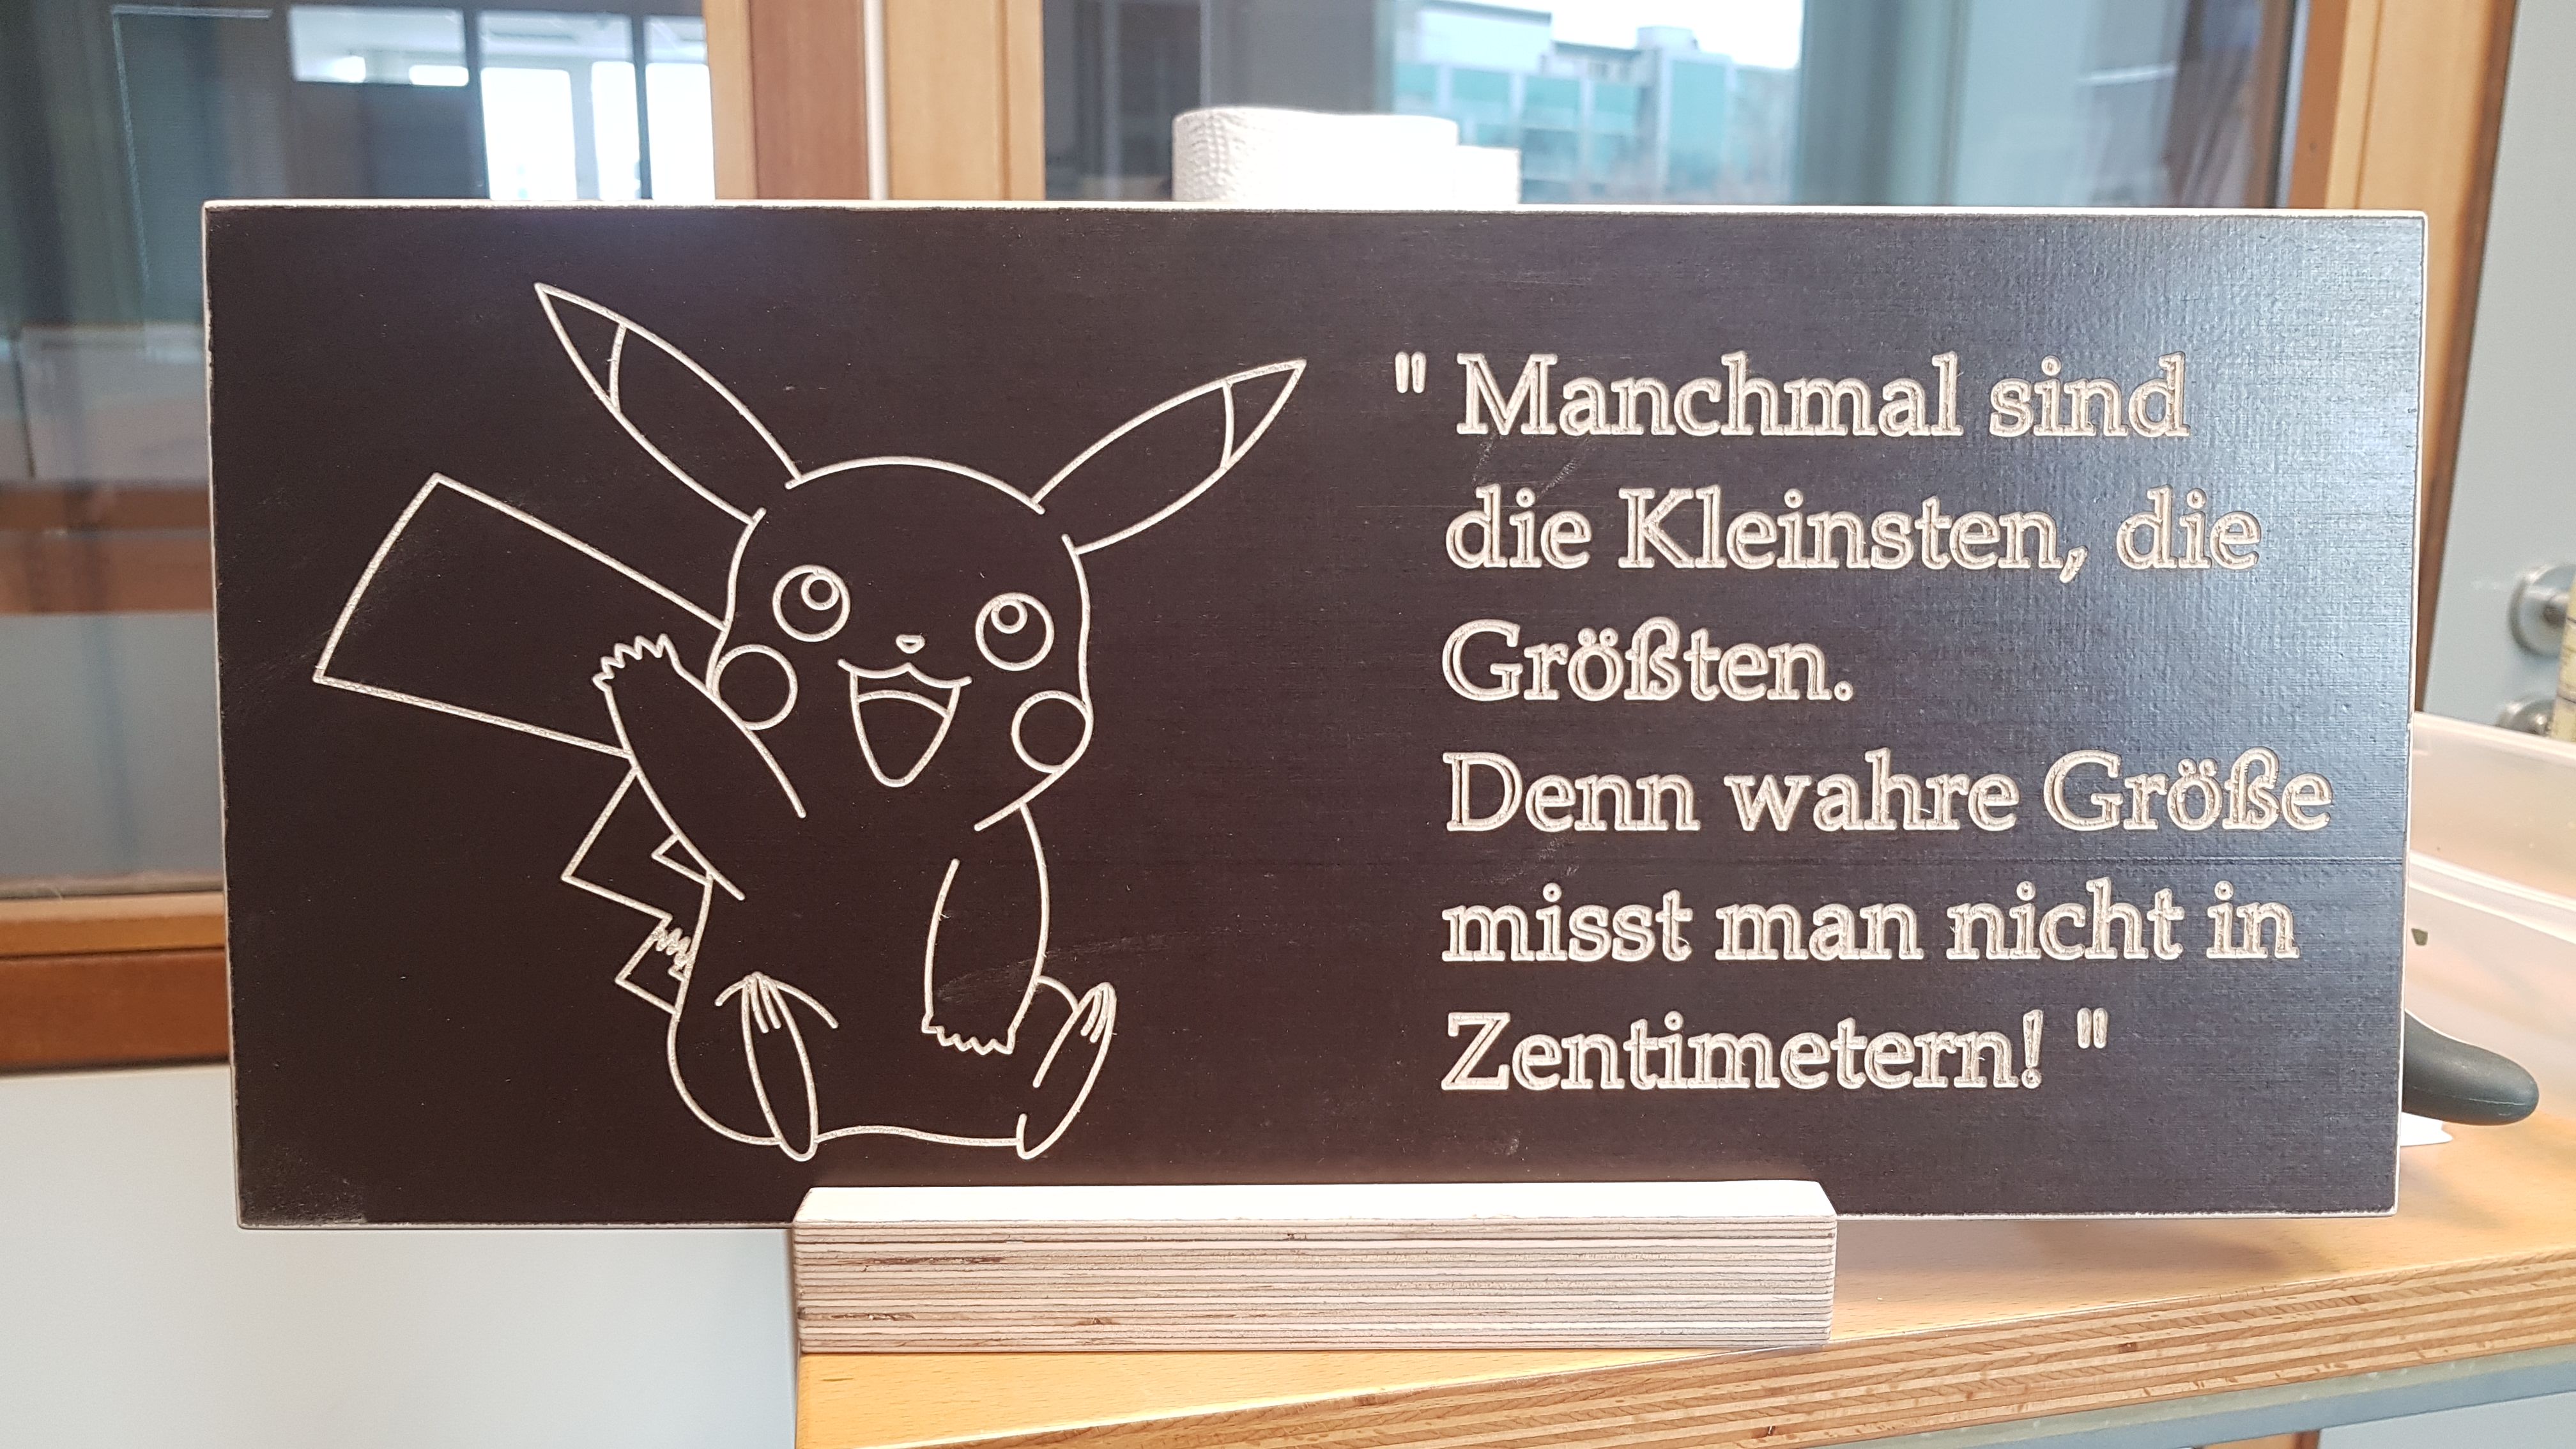 " Manchmal sind
die Kleinsten, die
Größten.
Denn wahre Größe
misst man nicht in
Zentimetern! "